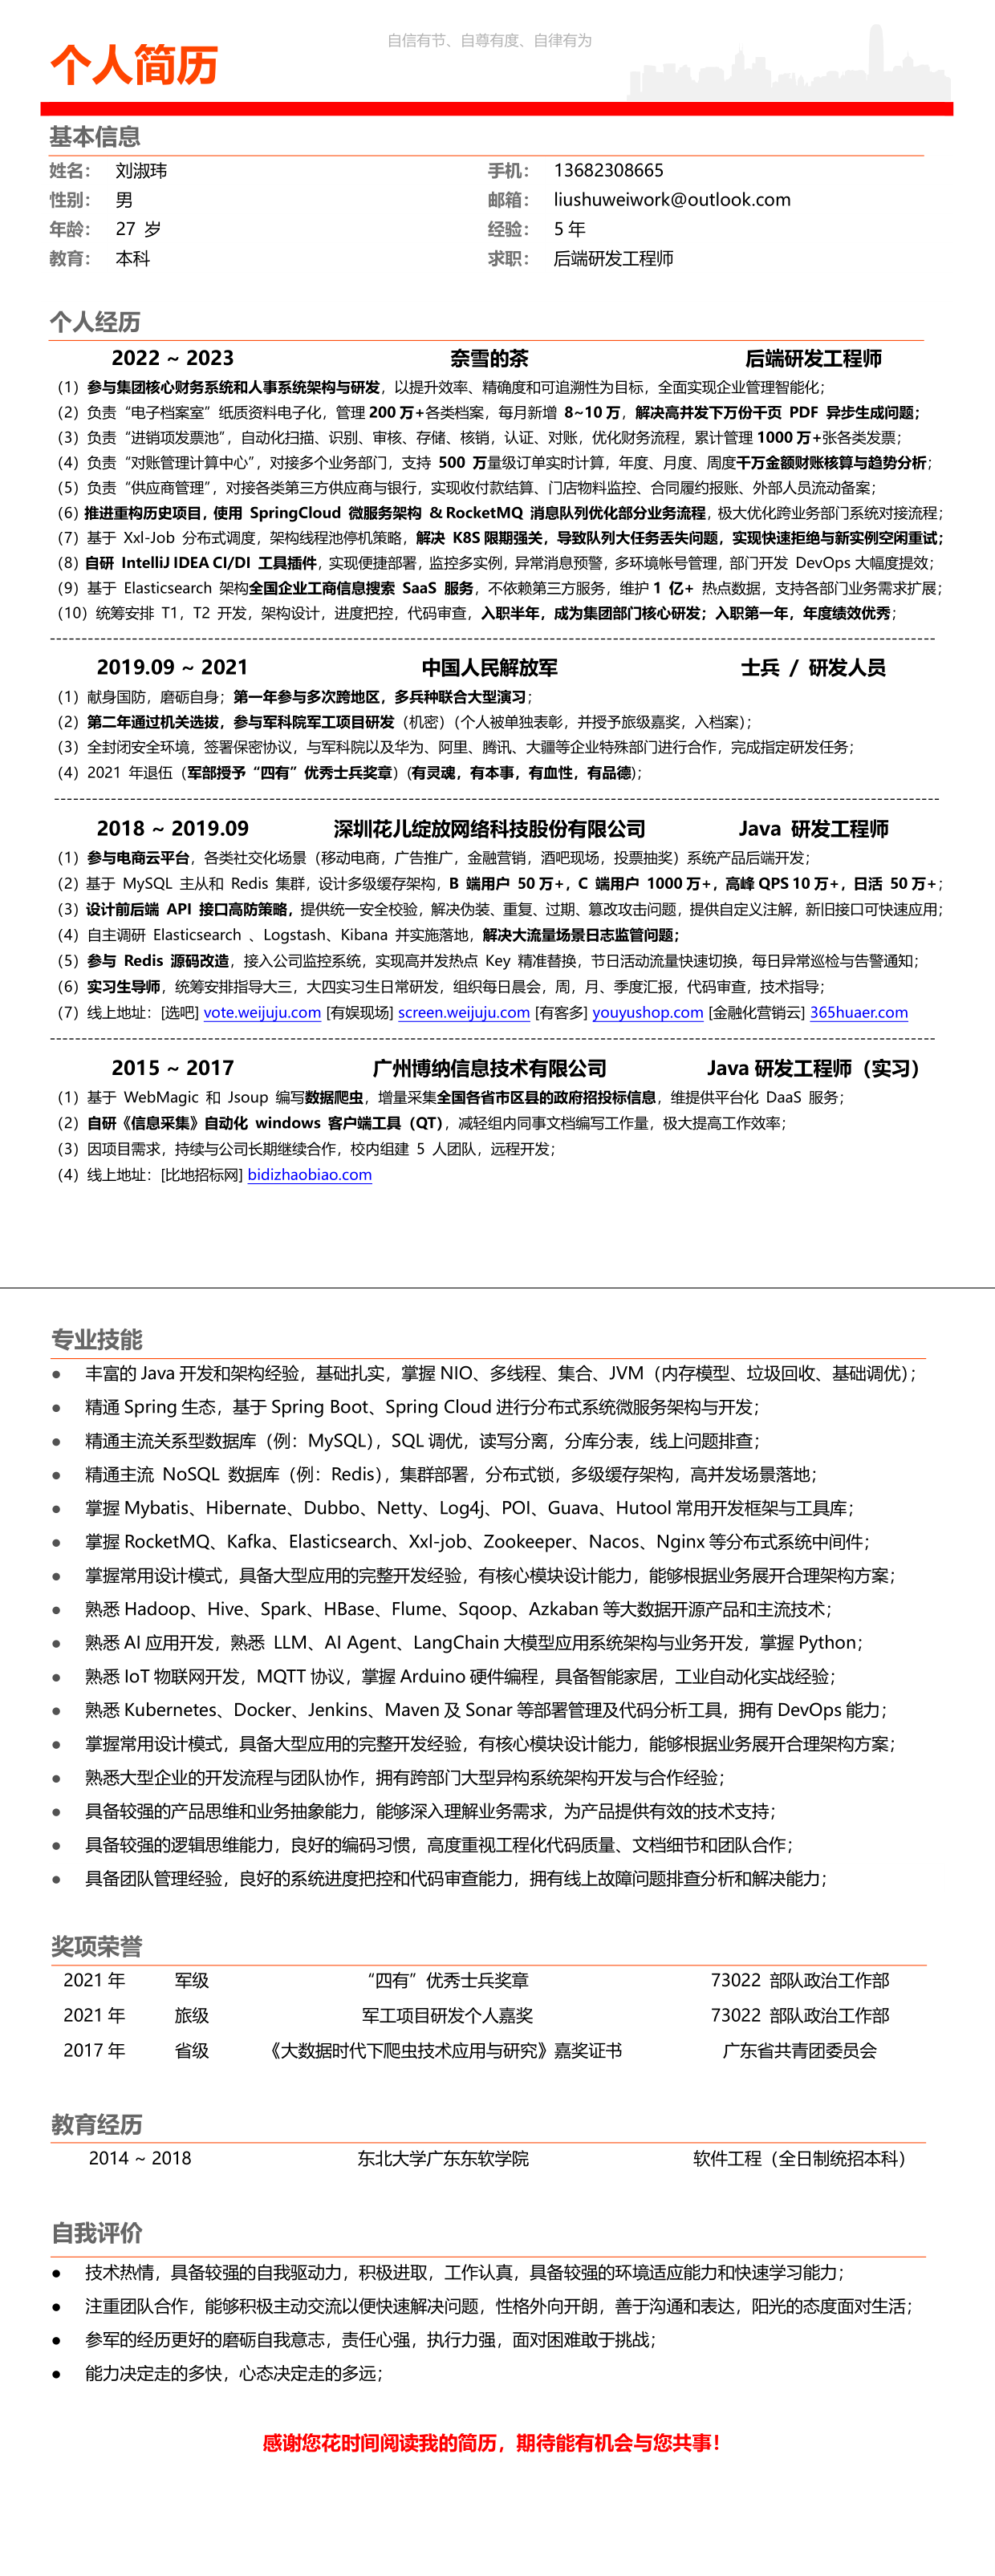 自信有节、自尊有度、自律有为
个人简历
基本信息
姓名： 刘淑玮 手机： 13682308665
性别： 男 邮箱： liushuweiwork@outlook.com
年龄： 27 岁 经验： 5 年
教育： 本科 求职： 后端研发工程师
个人经历
2022 ~ 2023 奈雪的茶 后端研发工程师
（1）参与集团核心财务系统和人事系统架构与研发，以提升效率、精确度和可追溯性为目标，全面实现企业管理智能化；
（2）负责“电子档案室”纸质资料电子化，管理 200 万+各类档案，每月新增 8~10 万，解决高并发下万份千页 PDF 异步生成问题；
（3）负责“进销项发票池”，自动化扫描、识别、审核、存储、核销，认证、对账，优化财务流程，累计管理 1000 万+张各类发票；
（4）负责“对账管理计算中心”，对接多个业务部门，支持 500 万量级订单实时计算，年度、月度、周度千万金额财账核算与趋势分析；
（5）负责“供应商管理”，对接各类第三方供应商与银行，实现收付款结算、门店物料监控、合同履约报账、外部人员流动备案；
（6）推进重构历史项目，使用 SpringCloud 微服务架构 & RocketMQ 消息队列优化部分业务流程，极大优化跨业务部门系统对接流程；
（7）基于 Xxl-Job 分布式调度，架构线程池停机策略，解决 K8S 限期强关，导致队列大任务丢失问题，实现快速拒绝与新实例空闲重试；
（8）自研 IntelliJ IDEA CI/DI 工具插件，实现便捷部署，监控多实例，异常消息预警，多环境帐号管理，部门开发 DevOps 大幅度提效；
（9）基于 Elasticsearch 架构全国企业工商信息搜索 SaaS 服务，不依赖第三方服务，维护 1 亿+ 热点数据，支持各部门业务需求扩展；
（10）统筹安排 T1，T2 开发，架构设计，进度把控，代码审查，入职半年，成为集团部门核心研发；入职第一年，年度绩效优秀；
2019.09 ~ 2021 中国人民解放军 士兵 / 研发人员
（1）献身国防，磨砺自身；第一年参与多次跨地区，多兵种联合大型演习；
（2）第二年通过机关选拔，参与军科院军工项目研发（机密）（个人被单独表彰，并授予旅级嘉奖，入档案）；
（3）全封闭安全环境，签署保密协议，与军科院以及华为、阿里、腾讯、大疆等企业特殊部门进行合作，完成指定研发任务；
（4）2021 年退伍（军部授予“四有”优秀士兵奖章）(有灵魂，有本事，有血性，有品德)；
2018 ~ 2019.09 深圳花儿绽放网络科技股份有限公司 Java 研发工程师
（1）参与电商云平台，各类社交化场景（移动电商，广告推广，金融营销，酒吧现场，投票抽奖）系统产品后端开发；
（2）基于 MySQL 主从和 Redis 集群，设计多级缓存架构，B 端用户 50 万+，C 端用户 1000 万+，高峰 QPS 10 万+，日活 50 万+；
（3）设计前后端 API 接口高防策略，提供统一安全校验，解决伪装、重复、过期、篡改攻击问题，提供自定义注解，新旧接口可快速应用；
（4）自主调研 Elasticsearch 、Logstash、Kibana 并实施落地，解决大流量场景日志监管问题；
（5）参与 Redis 源码改造，接入公司监控系统，实现高并发热点 Key 精准替换，节日活动流量快速切换，每日异常巡检与告警通知；
（6）实习生导师，统筹安排指导大三，大四实习生日常研发，组织每日晨会，周，月、季度汇报，代码审查，技术指导；
（7）线上地址：[选吧] vote.weijuju.com [有娱现场] screen.weijuju.com [有客多] youyushop.com [金融化营销云] 365huaer.com
2015 ~ 2017 广州博纳信息技术有限公司 Java 研发工程师（实习）
（1）基于 WebMagic 和 Jsoup 编写数据爬虫，增量采集全国各省市区县的政府招投标信息，维提供平台化 DaaS 服务；
（2）自研《信息采集》自动化 windows 客户端工具（QT），减轻组内同事文档编写工作量，极大提高工作效率；
（3）因项目需求，持续与公司长期继续合作，校内组建 5 人团队，远程开发；
（4）线上地址：[比地招标网] bidizhaobiao.com
专业技能
● 丰富的 Java 开发和架构经验，基础扎实，掌握 NIO、多线程、集合、JVM（内存模型、垃圾回收、基础调优）；
● 精通 Spring 生态，基于 Spring Boot、Spring Cloud 进行分布式系统微服务架构与开发；
● 精通主流关系型数据库（例：MySQL），SQL 调优，读写分离，分库分表，线上问题排查；
● 精通主流 NoSQL 数据库（例：Redis），集群部署，分布式锁，多级缓存架构，高并发场景落地；
● 掌握 Mybatis、Hibernate、Dubbo、Netty、Log4j、POI、Guava、Hutool 常用开发框架与工具库；
● 掌握 RocketMQ、Kafka、Elasticsearch、Xxl-job、Zookeeper、Nacos、Nginx 等分布式系统中间件；
● 掌握常用设计模式，具备大型应用的完整开发经验，有核心模块设计能力，能够根据业务展开合理架构方案；
● 熟悉 Hadoop、Hive、Spark、HBase、Flume、Sqoop、Azkaban 等大数据开源产品和主流技术；
● 熟悉 AI 应用开发，熟悉 LLM、AI Agent、LangChain 大模型应用系统架构与业务开发，掌握 Python；
● 熟悉 IoT 物联网开发，MQTT 协议，掌握 Arduino 硬件编程，具备智能家居，工业自动化实战经验；
● 熟悉 Kubernetes、Docker、Jenkins、Maven 及 Sonar 等部署管理及代码分析工具，拥有 DevOps 能力；
● 掌握常用设计模式，具备大型应用的完整开发经验，有核心模块设计能力，能够根据业务展开合理架构方案；
● 熟悉大型企业的开发流程与团队协作，拥有跨部门大型异构系统架构开发与合作经验；
● 具备较强的产品思维和业务抽象能力，能够深入理解业务需求，为产品提供有效的技术支持；
● 具备较强的逻辑思维能力，良好的编码习惯，高度重视工程化代码质量、文档细节和团队合作；
● 具备团队管理经验，良好的系统进度把控和代码审查能力，拥有线上故障问题排查分析和解决能力；
奖项荣誉
2021 年 军级 “四有”优秀士兵奖章 73022 部队政治工作部
2021 年 旅级 军工项目研发个人嘉奖 73022 部队政治工作部
2017 年 省级 《大数据时代下爬虫技术应用与研究》嘉奖证书 广东省共青团委员会
教育经历
2014 ~ 2018 东北大学广东东软学院 软件工程（全日制统招本科）
自我评价
● 技术热情，具备较强的自我驱动力，积极进取，工作认真，具备较强的环境适应能力和快速学习能力；
● 注重团队合作，能够积极主动交流以便快速解决问题，性格外向开朗，善于沟通和表达，阳光的态度面对生活；
● 参军的经历更好的磨砺自我意志，责任心强，执行力强，面对困难敢于挑战；
● 能力决定走的多快，心态决定走的多远；
感谢您花时间阅读我的简历，期待能有机会与您共事！